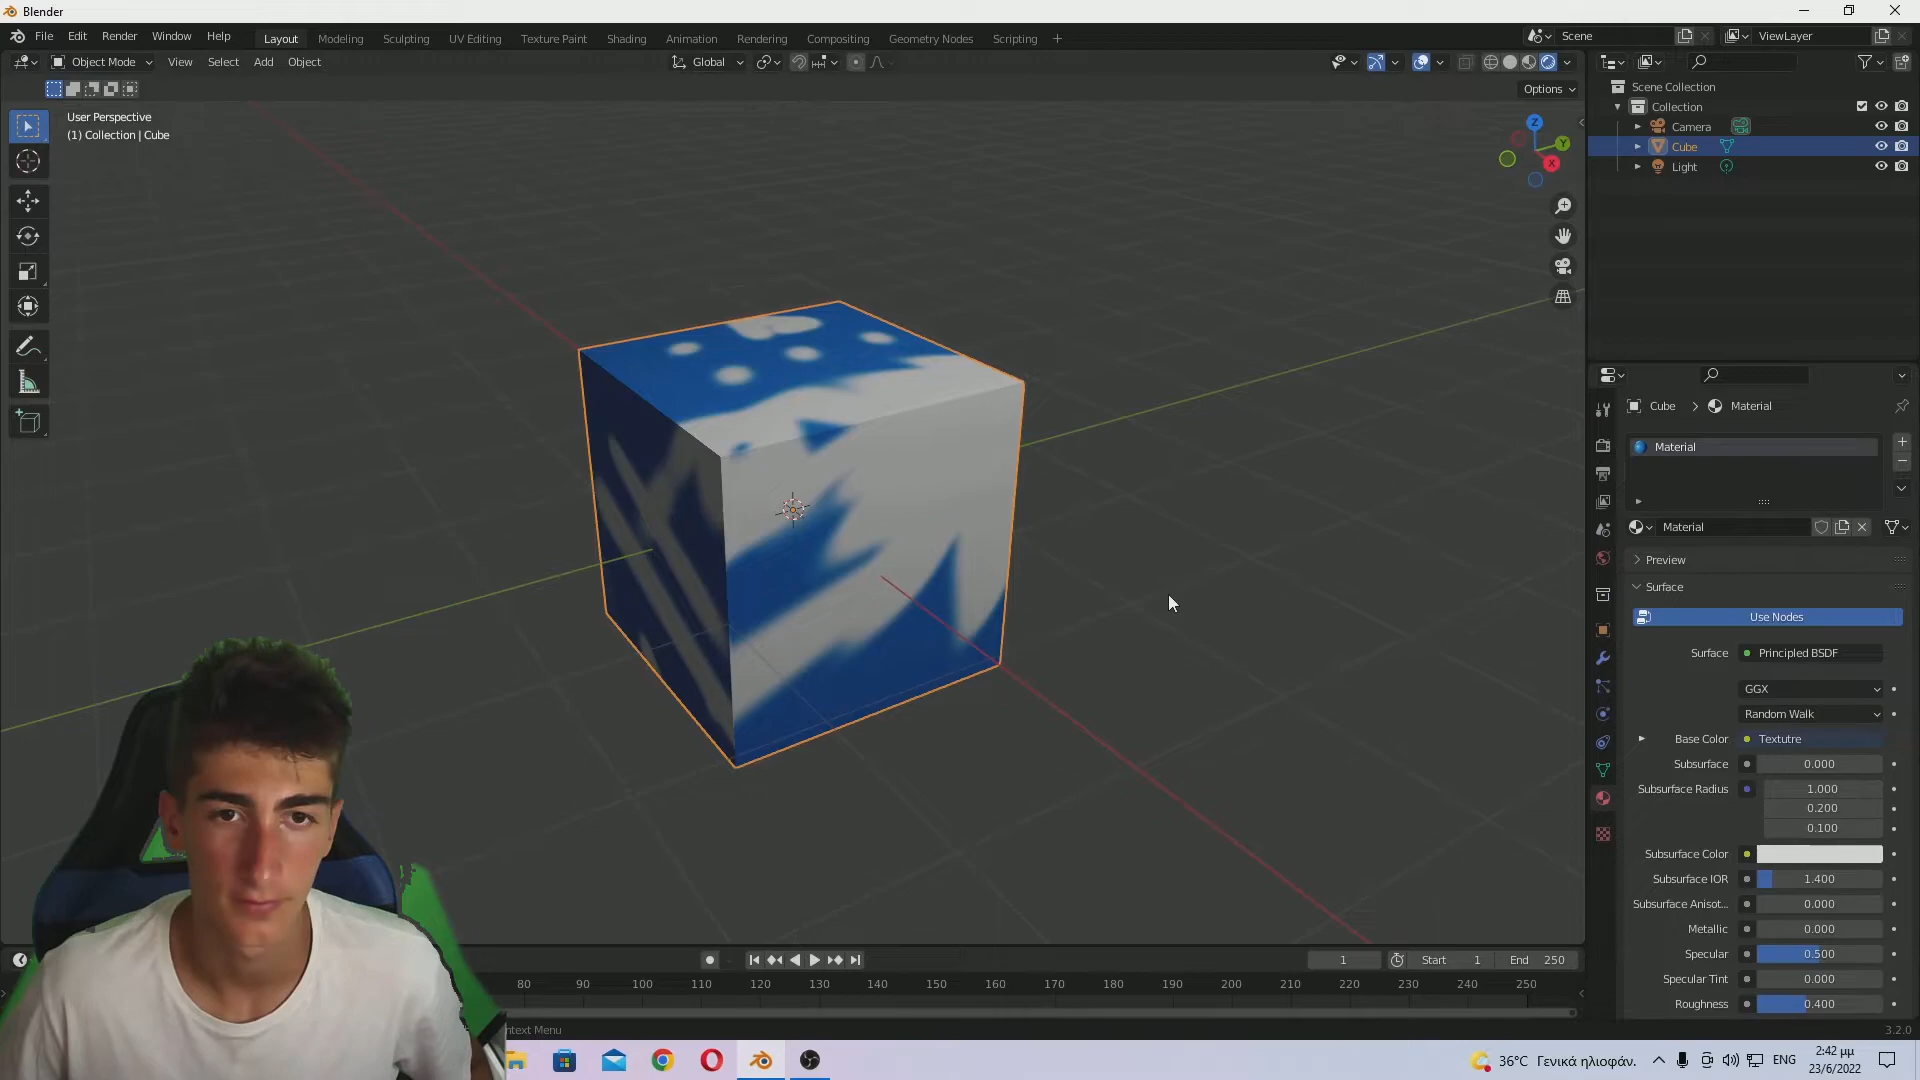 Blender
File Edit Render Window Help
Layout Modeling Sculpting UV Editing Texture Paint Shading Animation Rendering Compositing Geometry Nodes Scripting +
Scene
ViewLayer
Object Mode View Select Add Object
Global
Options
User Perspective
(1) Collection | Cube
Z
Y
X
Scene Collection
Collection
Camera
Cube
Light
Cube > Material
Material
Material
Preview
Surface
Use Nodes
Surface Principled BSDF
GGX
Random Walk
Base Color Textutre
Subsurface 0.000
Subsurface Radius 1.000
0.200
0.100
Subsurface Color
Subsurface IOR 1.400
Subsurface Anisot... 0.000
Metallic 0.000
Specular 0.500
Specular Tint 0.000
Roughness 0.400
1 Start 1 End 250
80 90 100 110 120 130 140 150 160 170 180 190 200 210 220 230 240 250
ntext Menu
3.2.0
36°C Γενικά ηλιοφάν.
ENG
2:42 μμ
23/6/2022